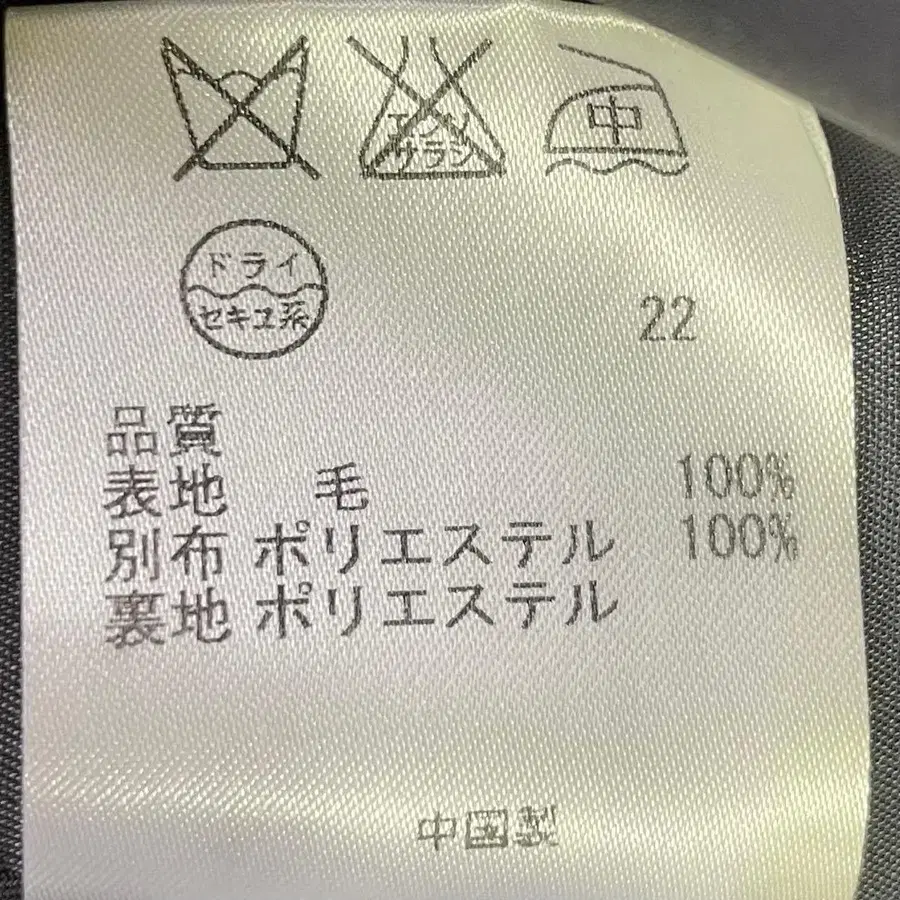 エンソ サラシ 中
ドライ
セキユ系
22
品質
表地 毛 100%
別布 ポリエステル 100%
裏地 ポリエステル
中国製